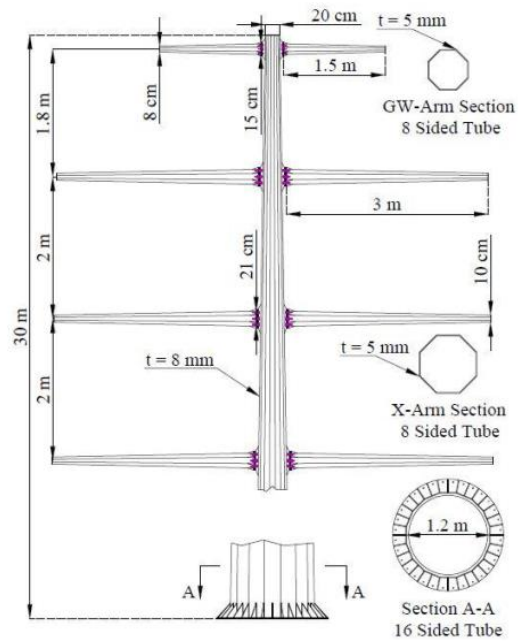 20 cm
t = 5 mm
1.5 m
GW-Arm Section
8 Sided Tube
8 cm
15 cm
1.8 m
3 m
2 m
21 cm
10 cm
30 m
t = 5 mm
t = 8 mm
X-Arm Section
8 Sided Tube
2 m
1.2 m
A
A
Section A-A
16 Sided Tube